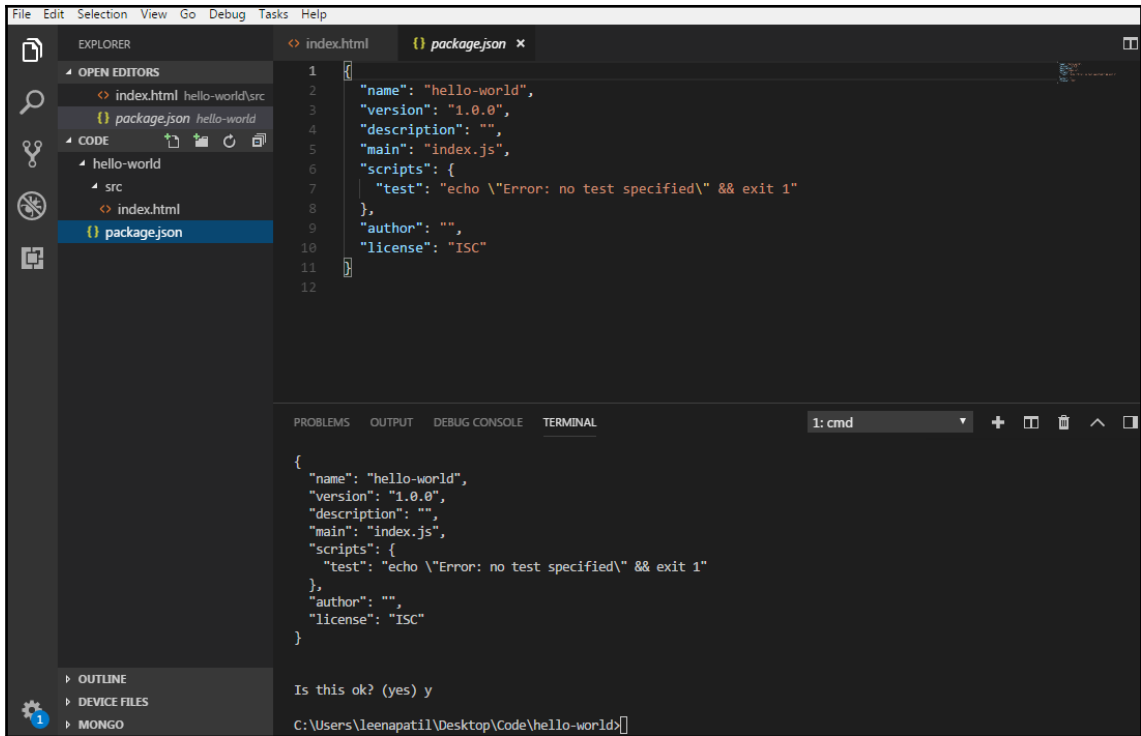 File Edit Selection View Go Debug Tasks Help
EXPLORER
OPEN EDITORS
index.html hello-world\src
package.json hello-world
CODE
hello-world
src
index.html
package.json
OUTLINE
DEVICE FILES
MONGO
1
index.html {} package.json ×
1 {
2 "name": "hello-world",
3 "version": "1.0.0",
4 "description": "",
5 "main": "index.js",
6 "scripts": {
7 "test": "echo \"Error: no test specified\" && exit 1"
8 },
9 "author": "",
10 "license": "ISC"
11 }
12
PROBLEMS OUTPUT DEBUG CONSOLE TERMINAL 1: cmd
{
"name": "hello-world",
"version": "1.0.0",
"description": "",
"main": "index.js",
"scripts": {
"test": "echo \"Error: no test specified\" && exit 1"
},
"author": "",
"license": "ISC"
}
Is this ok? (yes) y
C:\Users\leenapatil\Desktop\Code\hello-world>